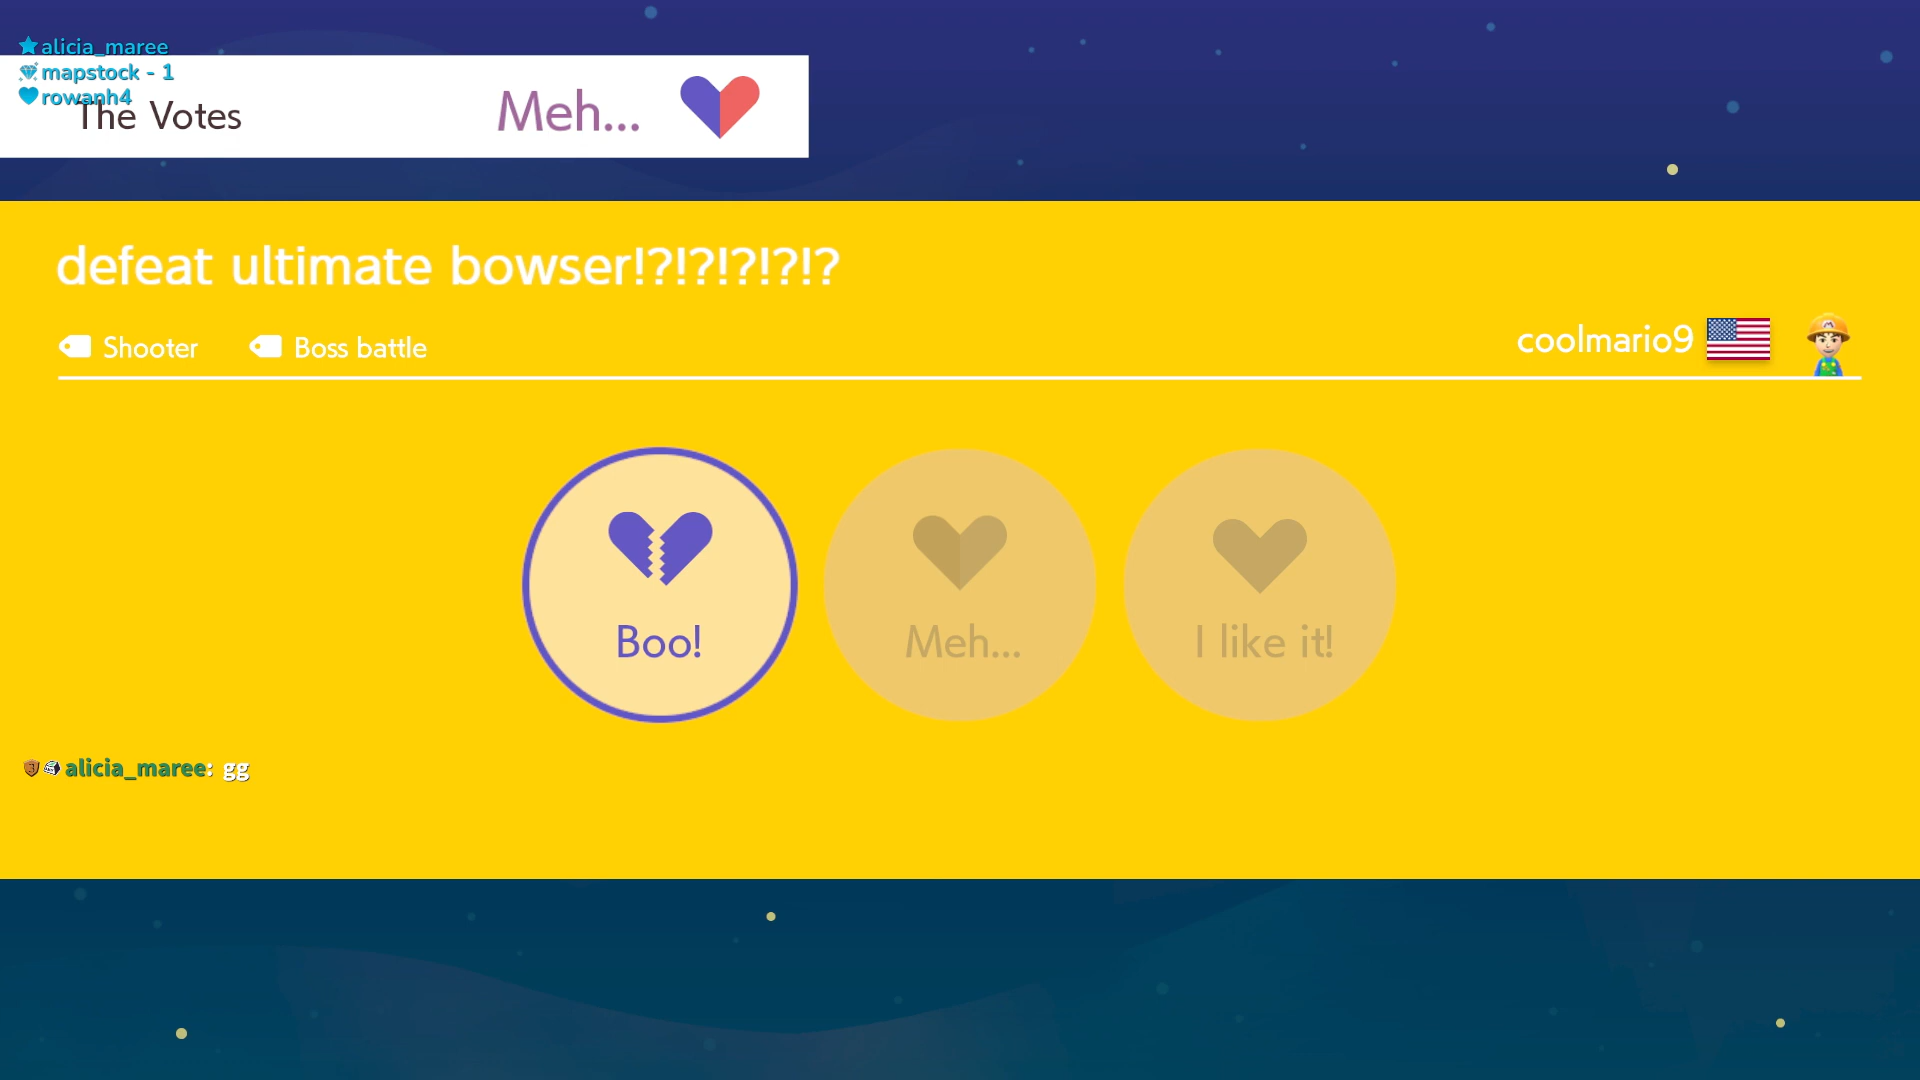 alicia_maree
mapstock - 1
rowanh4
The Votes
Meh...
defeat ultimate bowser!?!?!?!?!?
Shooter
Boss battle
coolmario9
Boo!
Meh...
I like it!
alicia_maree: gg